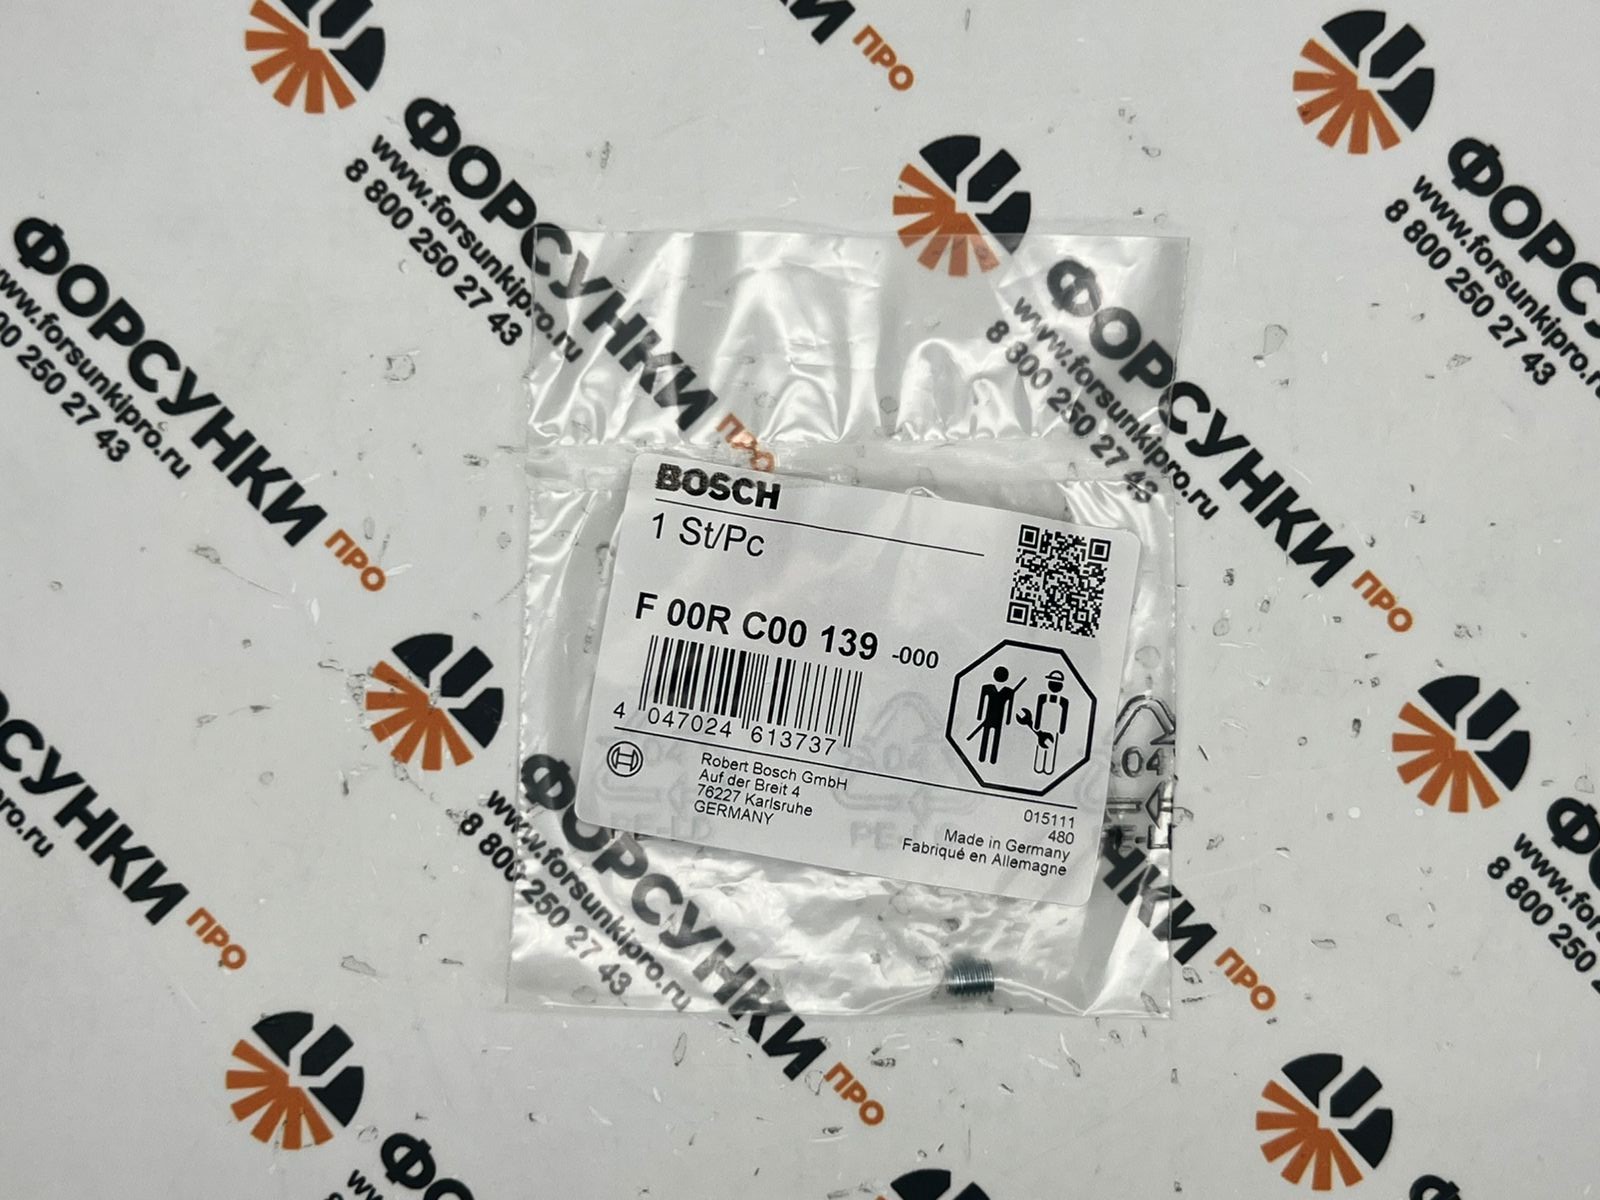 ФОРСУНКИ ПРО
www.forsunkipro.ru
8 800 250 27 43
BOSCH
1 St/Pc
F 00R C00 139 -000
4 047024 613737
Robert Bosch GmbH
Auf der Breit 4
76227 Karlsruhe
GERMANY
015111
480
Made in Germany
Fabriqué en Allemagne
04